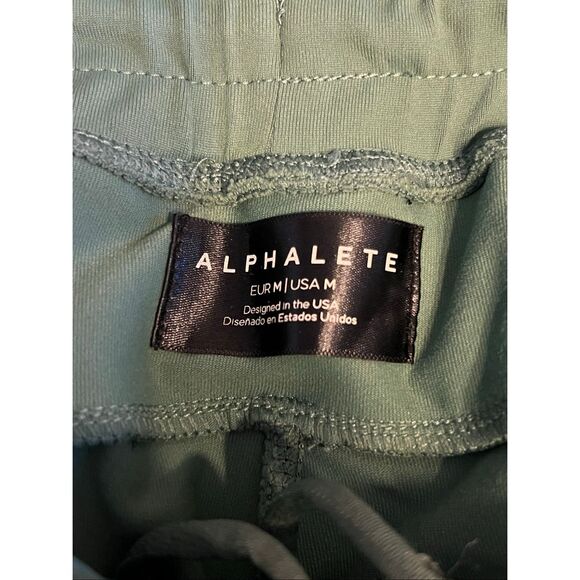 ALPHALETE
EUR M | USA M
Designed in the USA
Diseñado en Estados Unidos